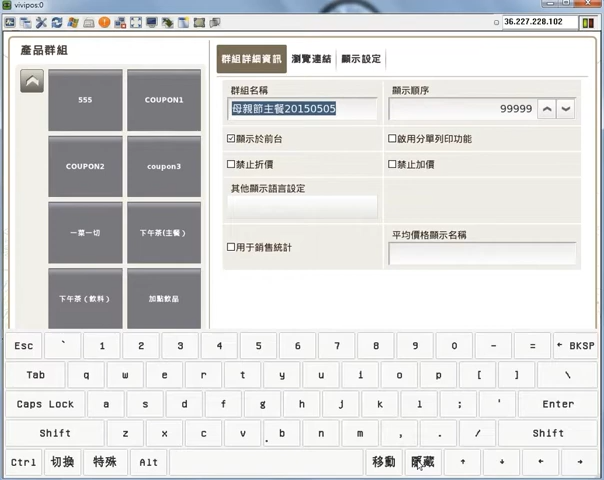 vivipos:0
36.227.228.102
產品群組
555
COUPON1
COUPON2
coupon3
一菜一切
下午茶(主餐)
下午茶(飲料)
加點飲品
群組詳細資訊 瀏覽連結 顯示設定
群組名稱
母親節主餐20150505
顯示順序
99999
顯示於前台
啟用分單列印功能
禁止折價
禁止加價
其他顯示語言設定
用于銷售統計
平均價格顯示名稱
Esc ` 1 2 3 4 5 6 7 8 9 0 - = ← BKSP
Tab q w e r t y u i o p [ ] \
Caps Lock a s d f g h j k l ; ' Enter
Shift z x c v b n m , . / Shift
Ctrl 切換 特殊 Alt 移動 隱藏 ↑ ↓ ← →